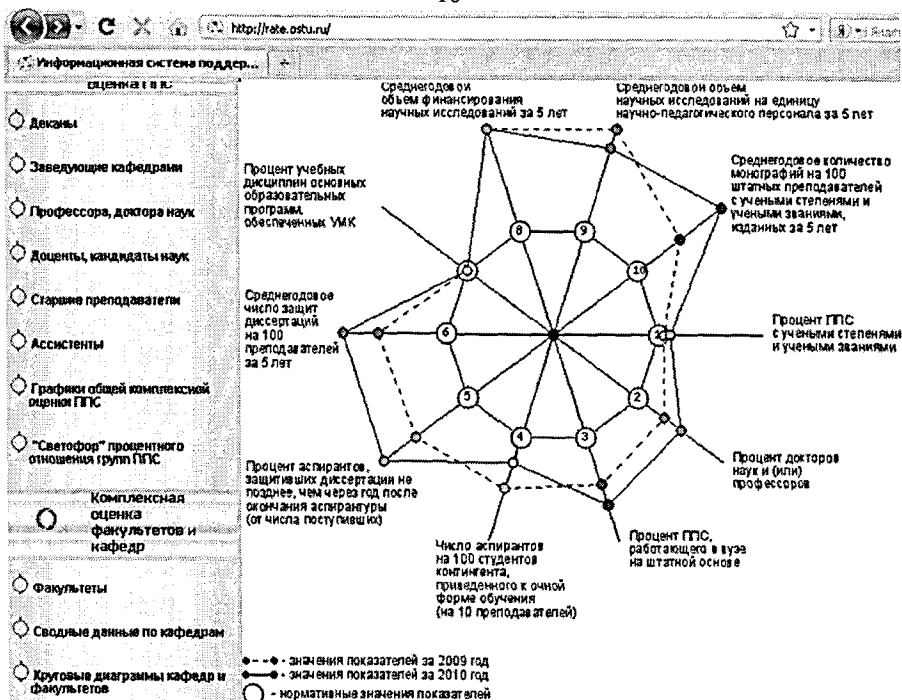 http://rate.ostu.ru/
Информационная система поддер...
оценка ППС
Деканы
Заведующие кафедрами
Профессора, доктора наук
Доценты, кандидаты наук
Старшие преподаватели
Ассистенты
Графики общей комплексной
оценки ППС
"Светофор" процентного
отношения групп ППС
Комплексная
оценка
факультетов и
кафедр
Факультеты
Сводные данные по кафедрам
Круговые диаграммы кафедр и
факультетов
Среднегодовой
объем финансирования
научных исследований за 5 лет
Среднегодовой объем
научных исследований на единицу
научно-педагогического персонала за 5 лет
Среднегодовое количество
монографий на 100
штатных преподавателей
с учеными степенями и
учеными званиями,
изданных за 5 лет
Процент учебных
дисциплин основных
образовательных
программ,
обеспеченных УМК
Среднегодовое
число защит
диссертаций
на 100
преподавателей
за 5 лет
Процент ППС
с учеными степенями
и учеными званиями
Процент докторов
наук и (или)
профессоров
Процент аспирантов,
защитивших диссертации не
позднее, чем через год после
окончания аспирантуры
(от числа поступивших)
Число аспирантов
на 100 студентов
контингента,
приведенного к очной
форме обучения
(на 10 преподавателей)
Процент ППС,
работающего в вузе
на штатной основе
8
9
10
6
5
2
4
3
- значения показателей за 2009 год
- значения показателей за 2010 год
- нормативные значения показателей